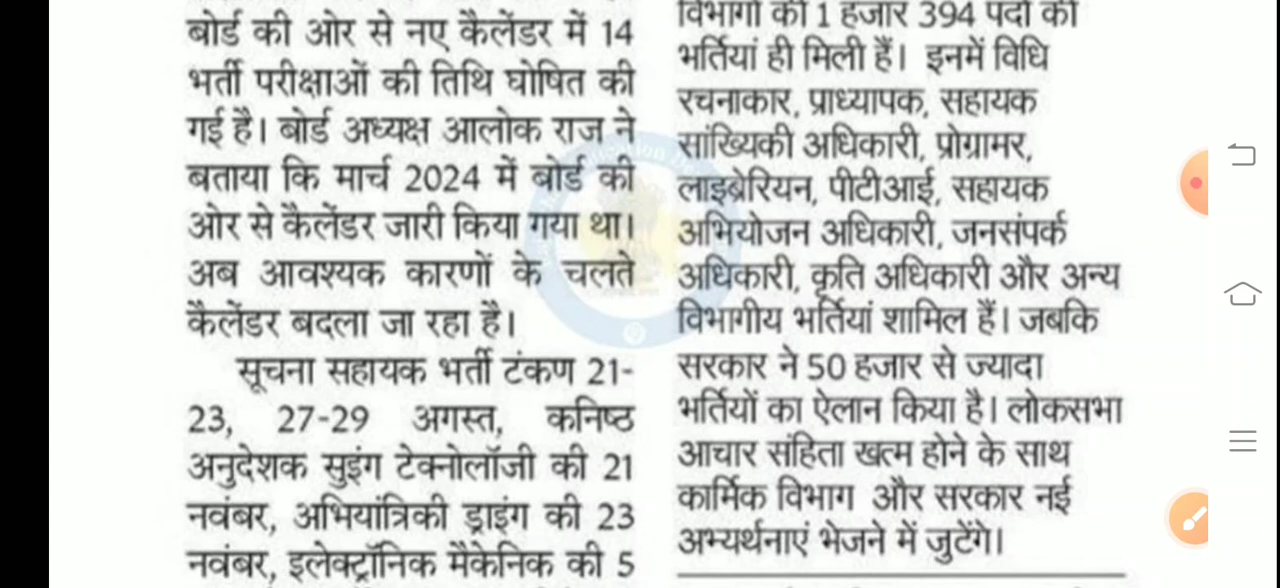 बोर्ड की ओर से नए कैलेंडर में 14
भर्ती परीक्षाओं की तिथि घोषित की
गई है। बोर्ड अध्यक्ष आलोक राज ने
बताया कि मार्च 2024 में बोर्ड की
ओर से कैलेंडर जारी किया गया था।
अब आवश्यक कारणों के चलते
कैलेंडर बदला जा रहा है।
सूचना सहायक भर्ती टंकण 21-
23, 27-29 अगस्त, कनिष्ठ
अनुदेशक सुइंग टेक्नोलॉजी की 21
नवंबर, अभियांत्रिकी ड्राइंग की 23
नवंबर, इलेक्ट्रॉनिक मैकेनिक की 5
विभागों की 1 हजार 394 पदों की
भर्तियां ही मिली हैं। इनमें विधि
रचनाकार, प्राध्यापक, सहायक
सांख्यिकी अधिकारी, प्रोग्रामर,
लाइब्रेरियन, पीटीआई, सहायक
अभियोजन अधिकारी, जनसंपर्क
अधिकारी, कृति अधिकारी और अन्य
विभागीय भर्तियां शामिल हैं। जबकि
सरकार ने 50 हजार से ज्यादा
भर्तियों का ऐलान किया है। लोकसभा
आचार संहिता खत्म होने के साथ
कार्मिक विभाग और सरकार नई
अभ्यर्थनाएं भेजने में जुटेंगे।